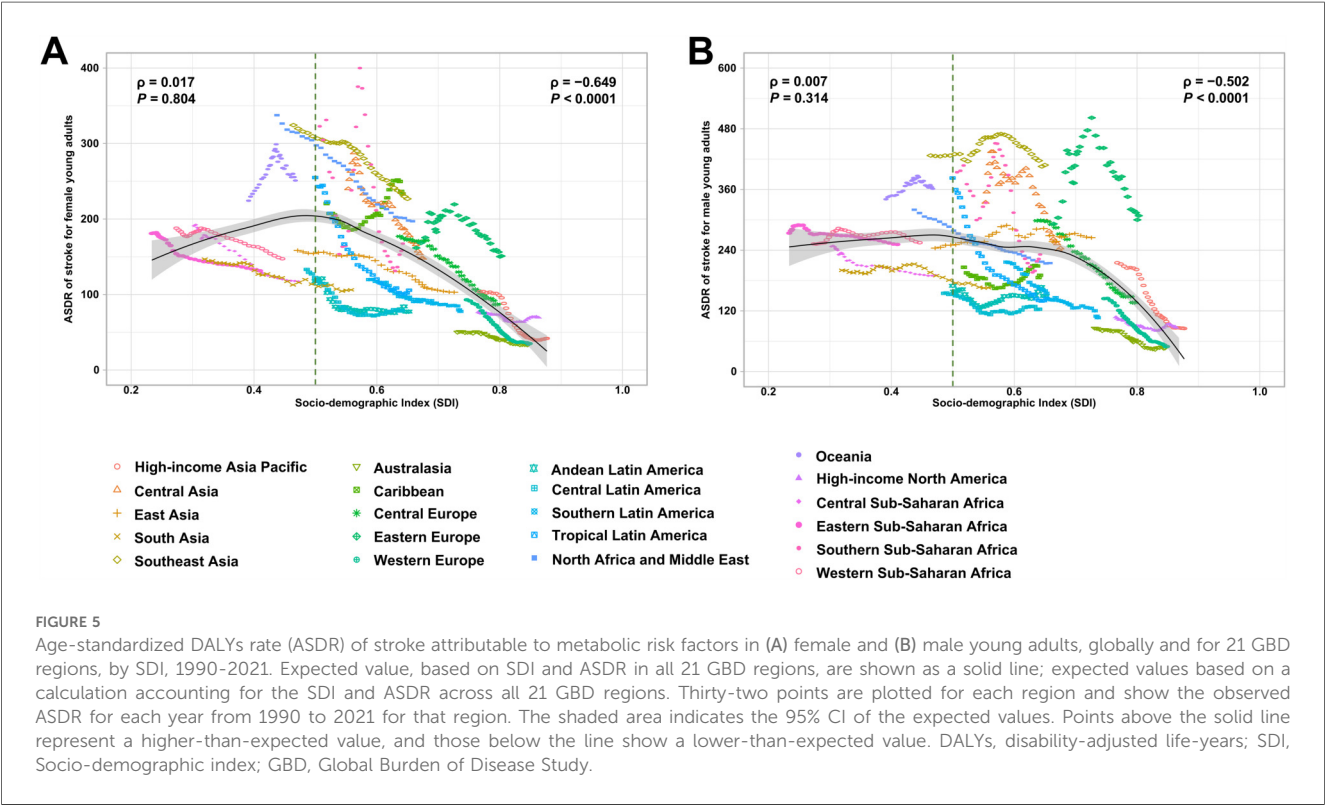 A
B
ρ = 0.017
P = 0.804
ρ = −0.649
P < 0.0001
400
300
200
100
0
ASDR of stroke for female young adults
0.2 0.4 0.6 0.8 1.0
Socio-demographic Index (SDI)
ρ = 0.007
P = 0.314
ρ = −0.502
P < 0.0001
600
480
360
240
120
0
ASDR of stroke for male young adults
0.2 0.4 0.6 0.8 1.0
Socio-demographic Index (SDI)
High-income Asia Pacific
Central Asia
East Asia
South Asia
Southeast Asia
Australasia
Caribbean
Central Europe
Eastern Europe
Western Europe
Andean Latin America
Central Latin America
Southern Latin America
Tropical Latin America
North Africa and Middle East
Oceania
High-income North America
Central Sub-Saharan Africa
Eastern Sub-Saharan Africa
Southern Sub-Saharan Africa
Western Sub-Saharan Africa
FIGURE 5
Age-standardized DALYs rate (ASDR) of stroke attributable to metabolic risk factors in (A) female and (B) male young adults, globally and for 21 GBD
regions, by SDI, 1990-2021. Expected value, based on SDI and ASDR in all 21 GBD regions, are shown as a solid line; expected values based on a
calculation accounting for the SDI and ASDR across all 21 GBD regions. Thirty-two points are plotted for each region and show the observed
ASDR for each year from 1990 to 2021 for that region. The shaded area indicates the 95% CI of the expected values. Points above the solid line
represent a higher-than-expected value, and those below the line show a lower-than-expected value. DALYs, disability-adjusted life-years; SDI,
Socio-demographic index; GBD, Global Burden of Disease Study.